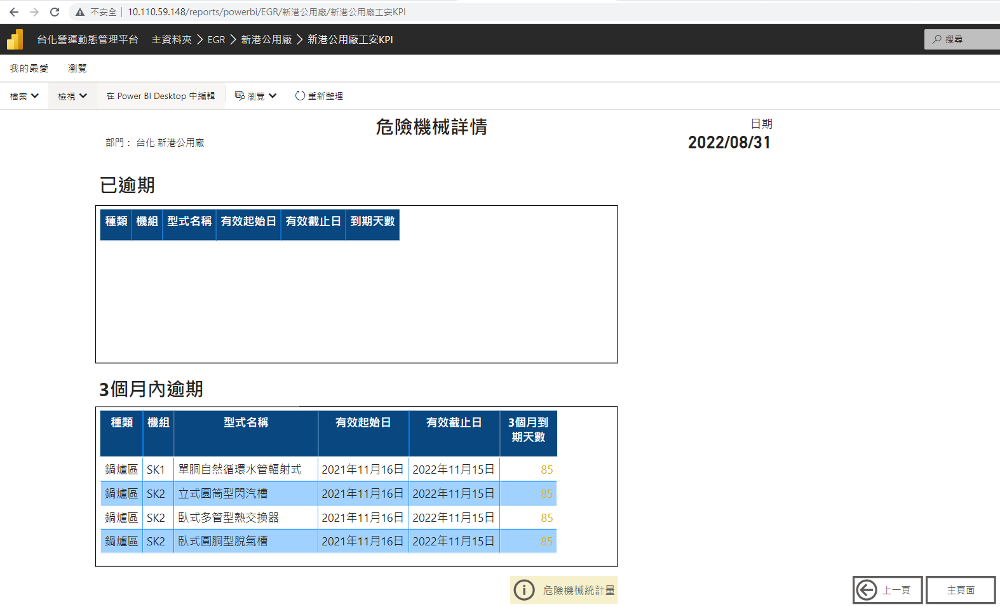 不安全 10.110.59.148/reports/powerbi/EGR/新港公用廠/新港公用廠工安KPI
台化營運動態管理平台 主資料夾 EGR 新港公用廠 新港公用廠工安KPI 搜尋
我的最愛 瀏覽
檔案 檢視 在 Power BI Desktop 中編輯 瀏覽 重新整理
危險機械詳情
日期
部門： 台化 新港公用廠
2022/08/31
已逾期
種類 機組 型式名稱 有效起始日 有效截止日 到期天數
3個月內逾期
種類 機組 型式名稱 有效起始日 有效截止日 3個月到
期天數
鍋爐區 SK1 單胴自然循環水管輻射式 2021年11月16日 2022年11月15日 85
鍋爐區 SK2 立式圓筒型閃汽槽 2021年11月16日 2022年11月15日 85
鍋爐區 SK2 臥式多管型熱交換器 2021年11月16日 2022年11月15日 85
鍋爐區 SK2 臥式圓胴型脫氣槽 2021年11月16日 2022年11月15日 85
危險機械統計量 上一頁 主頁面